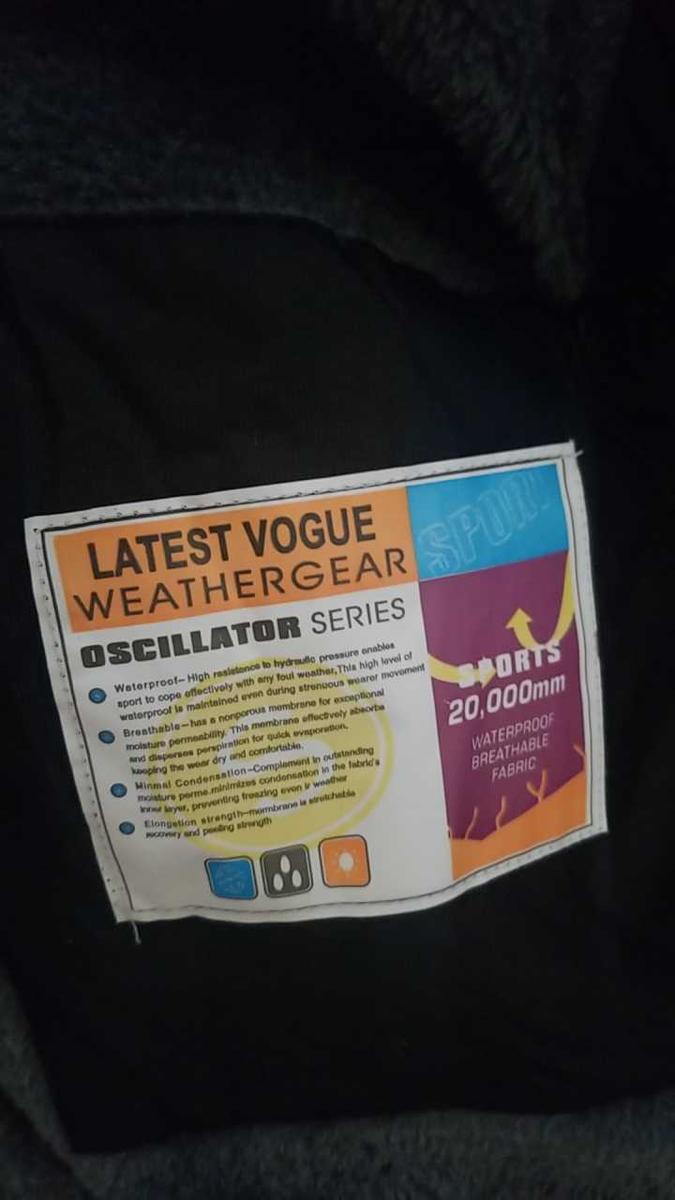 LATEST VOGUE
WEATHERGEAR
OSCILLATOR SERIES
Waterproof-High resistence to hydraulic pressure enables
sport to cope effectively with any foul weather,This high level of
waterproof is maintained even during strenuous wearer movement
Breathable-has a nonporous membrane for exceptional
moisture permeability. This membrane effectively absorbs
and disperses perspiration for quick evaporation,
keeping the wear dry and comfortable.
Minmal Condensation-Complement in outstanding
moisture perme.minimizes condensation in the fabric's
inner layer, preventing freezing even ir weather
Elongation strength-mormbrane is stretchable
recovery and peeling strength
SPORT
SPORTS
20,000mm
WATERPROOF
BREATHABLE
FABRIC